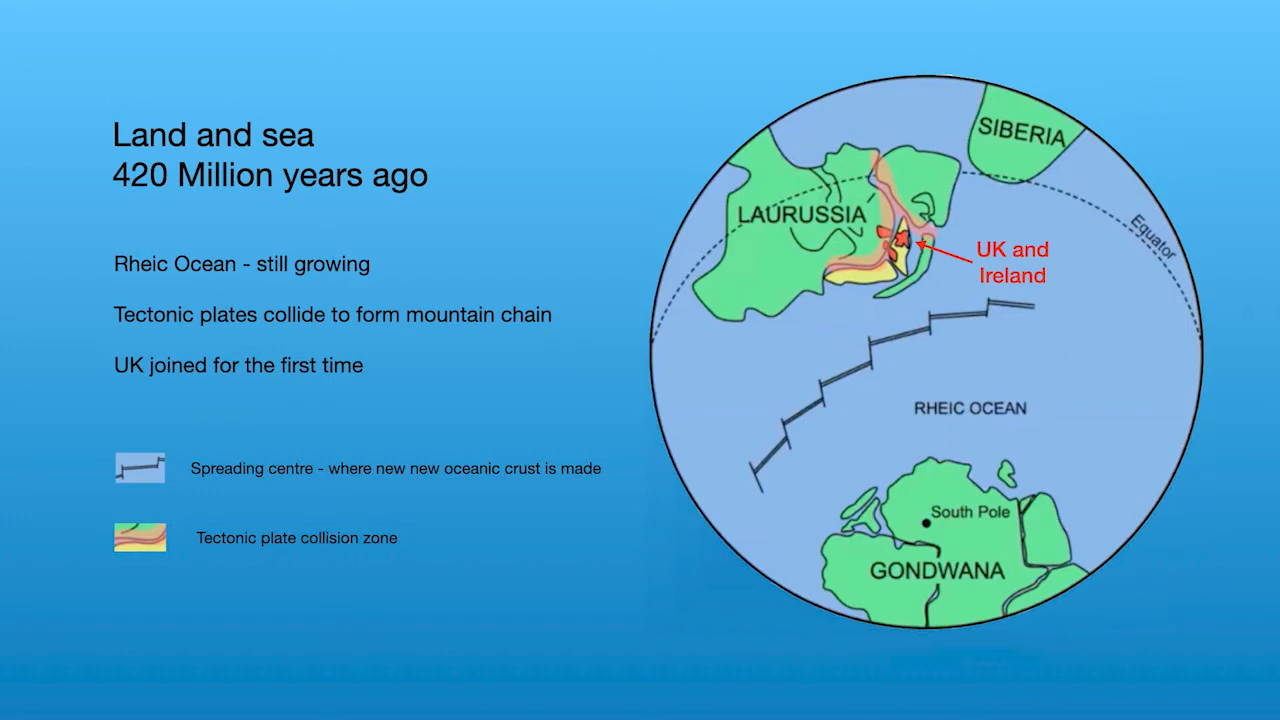 Land and sea
420 Million years ago
Rheic Ocean - still growing
Tectonic plates collide to form mountain chain
UK joined for the first time
Spreading centre - where new new oceanic crust is made
Tectonic plate collision zone
SIBERIA
LAURUSSIA
Equator
UK and
Ireland
RHEIC OCEAN
South Pole
GONDWANA